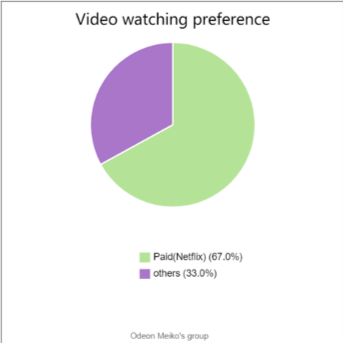 Video watching preference
Paid(Netflix) (67.0%)
others (33.0%)
Odeon Meiko's group